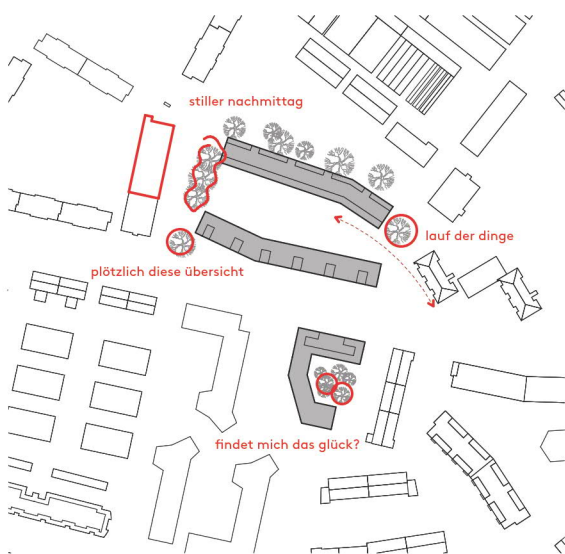 stiller nachmittag
lauf der dinge
plötzlich diese übersicht
findet mich das glück?